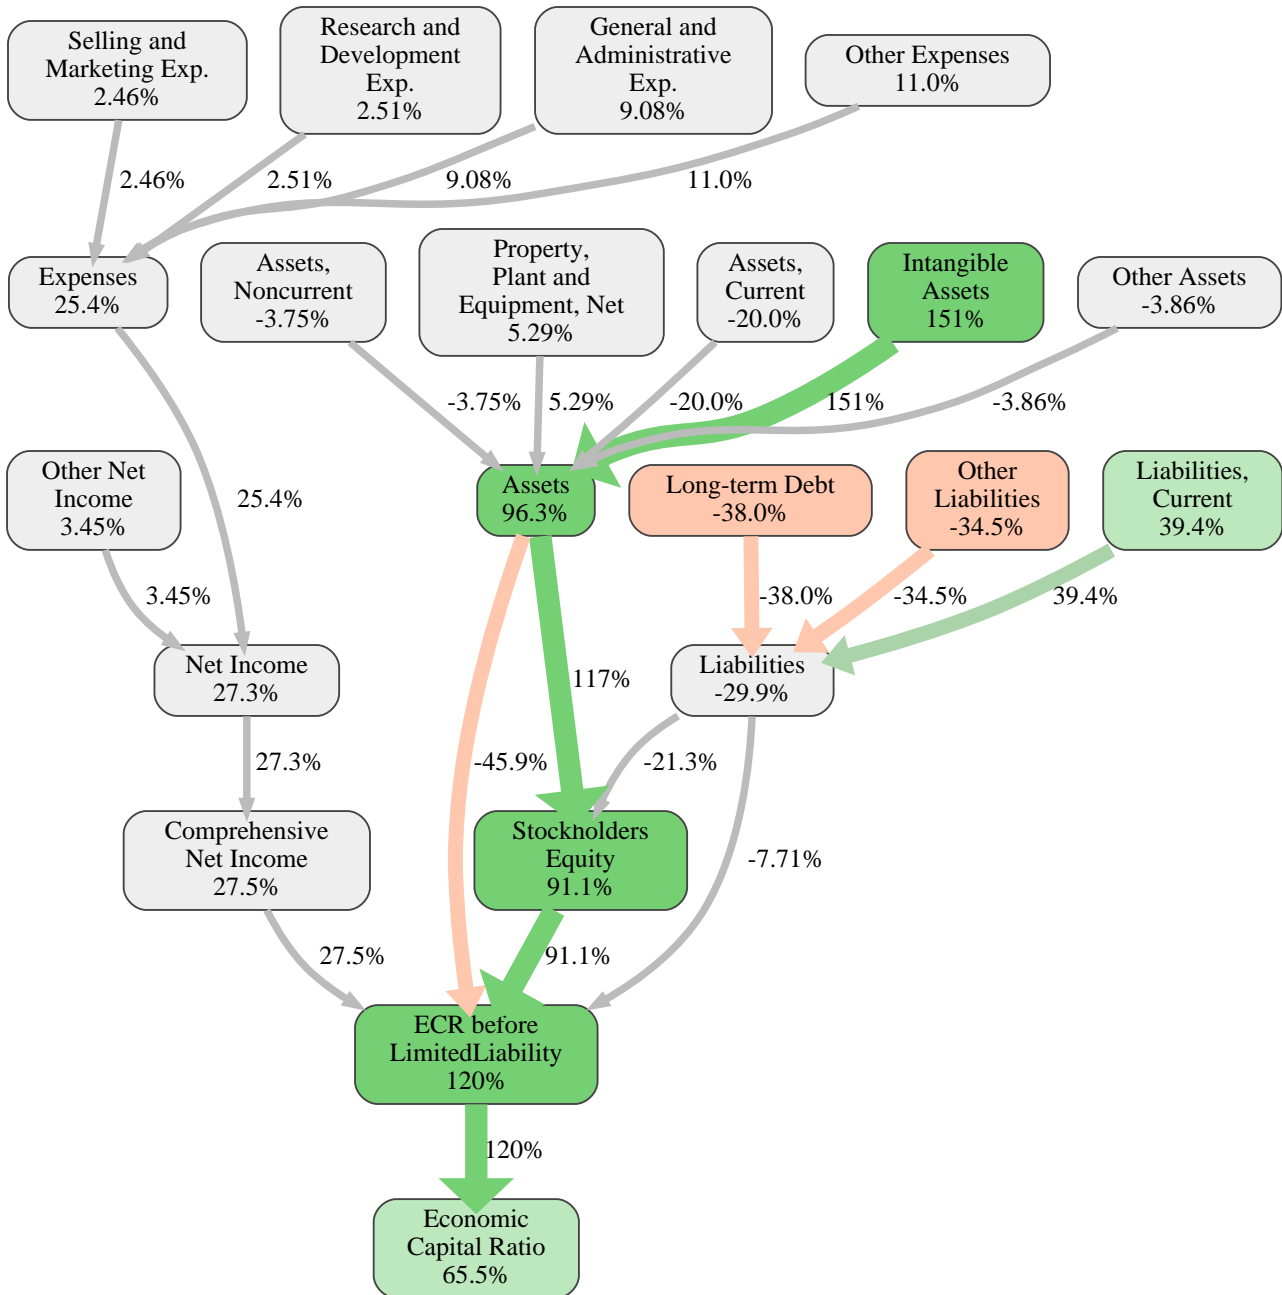 Selling and
Marketing Exp.
2.46%
Research and
Development
Exp.
2.51%
General and
Administrative
Exp.
9.08%
Other Expenses
11.0%
2.46%
2.51%
9.08%
11.0%
Expenses
25.4%
Assets,
Noncurrent
-3.75%
Property,
Plant and
Equipment, Net
5.29%
Assets,
Current
-20.0%
Intangible
Assets
151%
Other Assets
-3.86%
-3.75%
5.29%
-20.0%
151%
-3.86%
Other Net
Income
3.45%
25.4%
Assets
96.3%
Long-term Debt
-38.0%
Other
Liabilities
-34.5%
Liabilities,
Current
39.4%
3.45%
-38.0%
-34.5%
39.4%
Net Income
27.3%
117%
Liabilities
-29.9%
27.3%
-45.9%
-21.3%
Comprehensive
Net Income
27.5%
Stockholders
Equity
91.1%
-7.71%
27.5%
91.1%
ECR before
LimitedLiability
120%
120%
Economic
Capital Ratio
65.5%